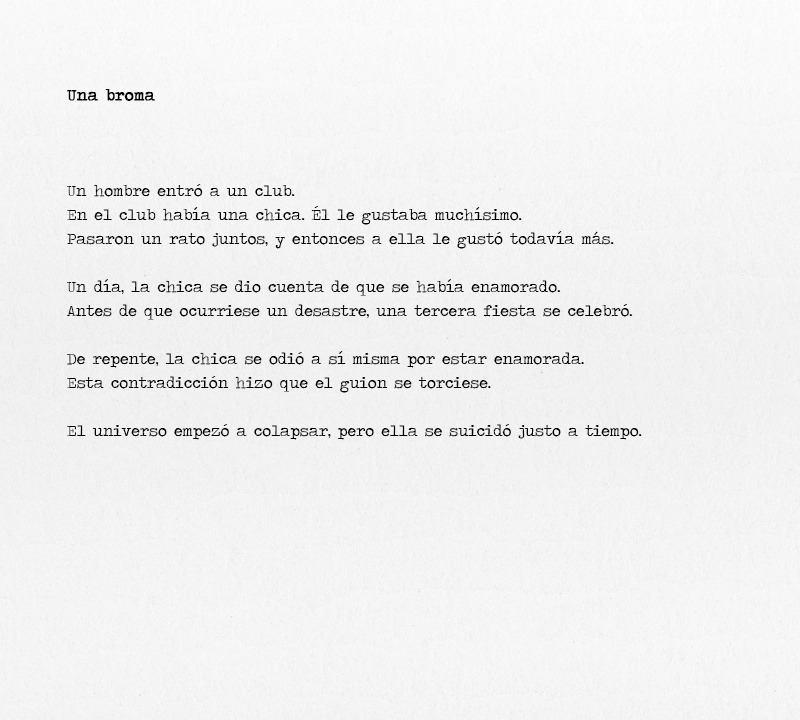 Una broma
Un hombre entró a un club.
En el club había una chica. Él le gustaba muchísimo.
Pasaron un rato juntos, y entonces a ella le gustó todavía más.
Un día, la chica se dio cuenta de que se había enamorado.
Antes de que ocurriese un desastre, una tercera fiesta se celebró.
De repente, la chica se odió a sí misma por estar enamorada.
Esta contradicción hizo que el guion se torciese.
El universo empezó a colapsar, pero ella se suicidó justo a tiempo.